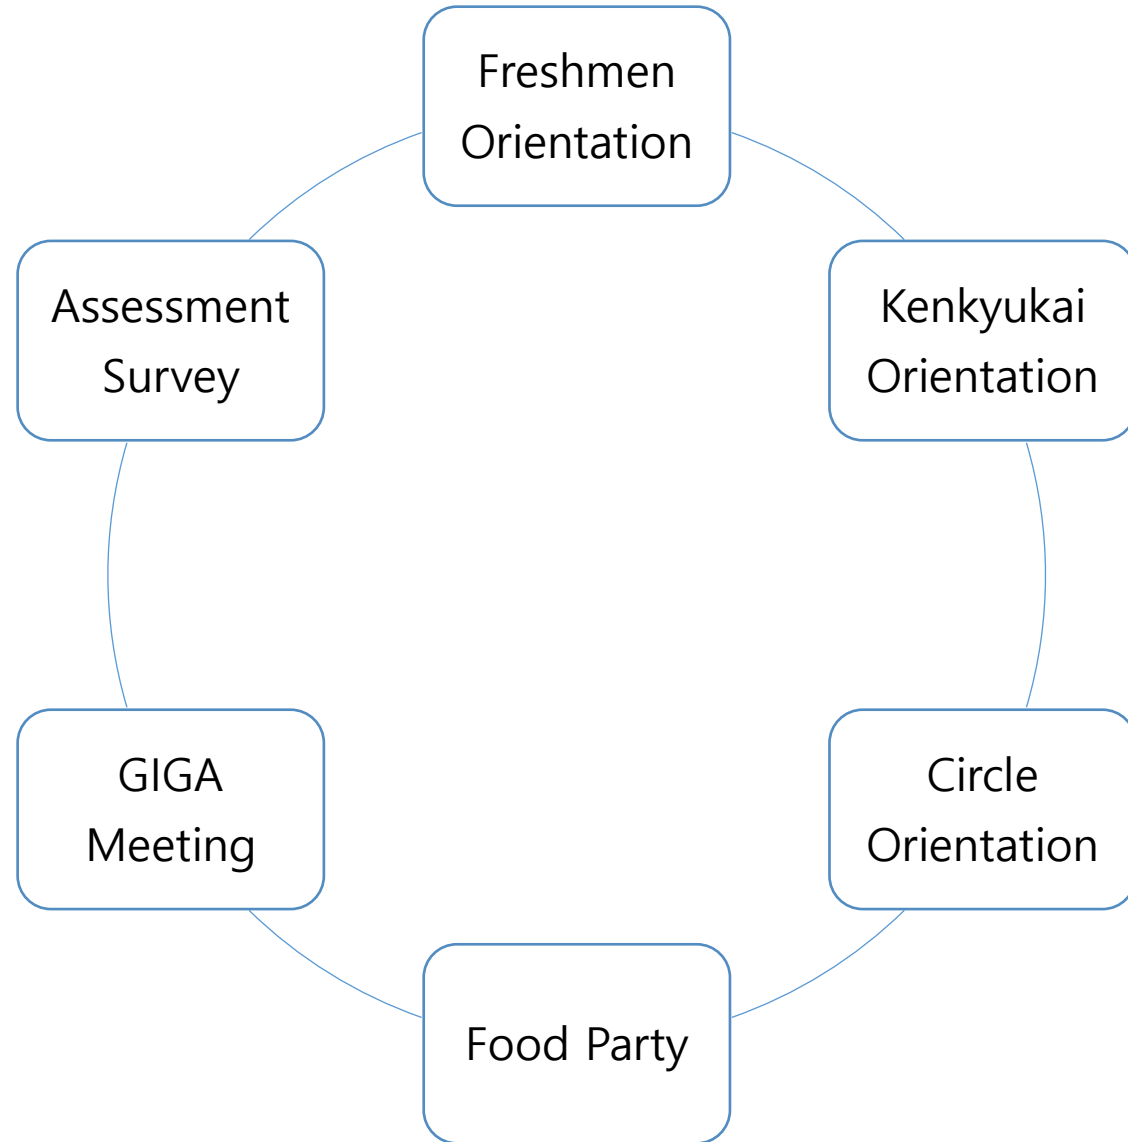 Freshmen
Orientation
Kenkyukai
Orientation
Circle
Orientation
Food Party
GIGA
Meeting
Assessment
Survey